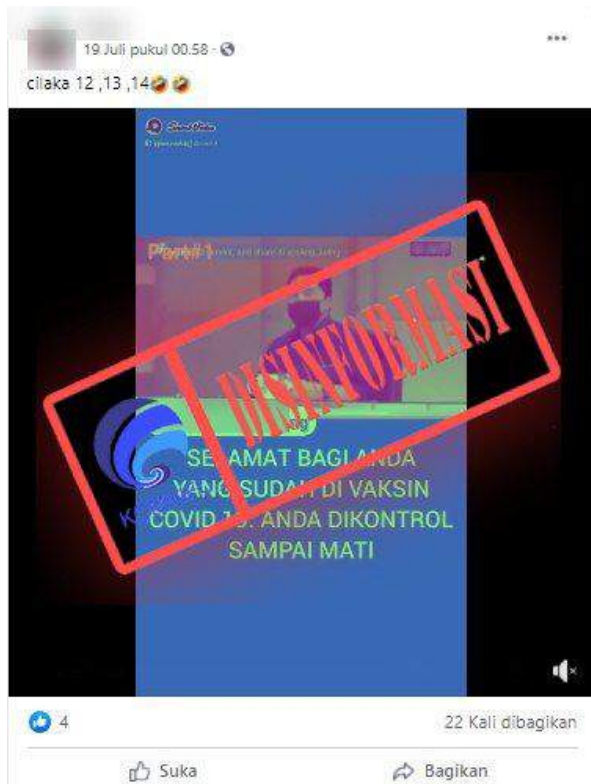 19 Juli pukul 00.58
cilaka 12 ,13 ,14
DISINFORMASI
SELAMAT BAGI ANDA
YANG SUDAH DI VAKSIN
COVID 19. ANDA DIKONTROL
SAMPAI MATI
4
22 Kali dibagikan
Suka
Bagikan